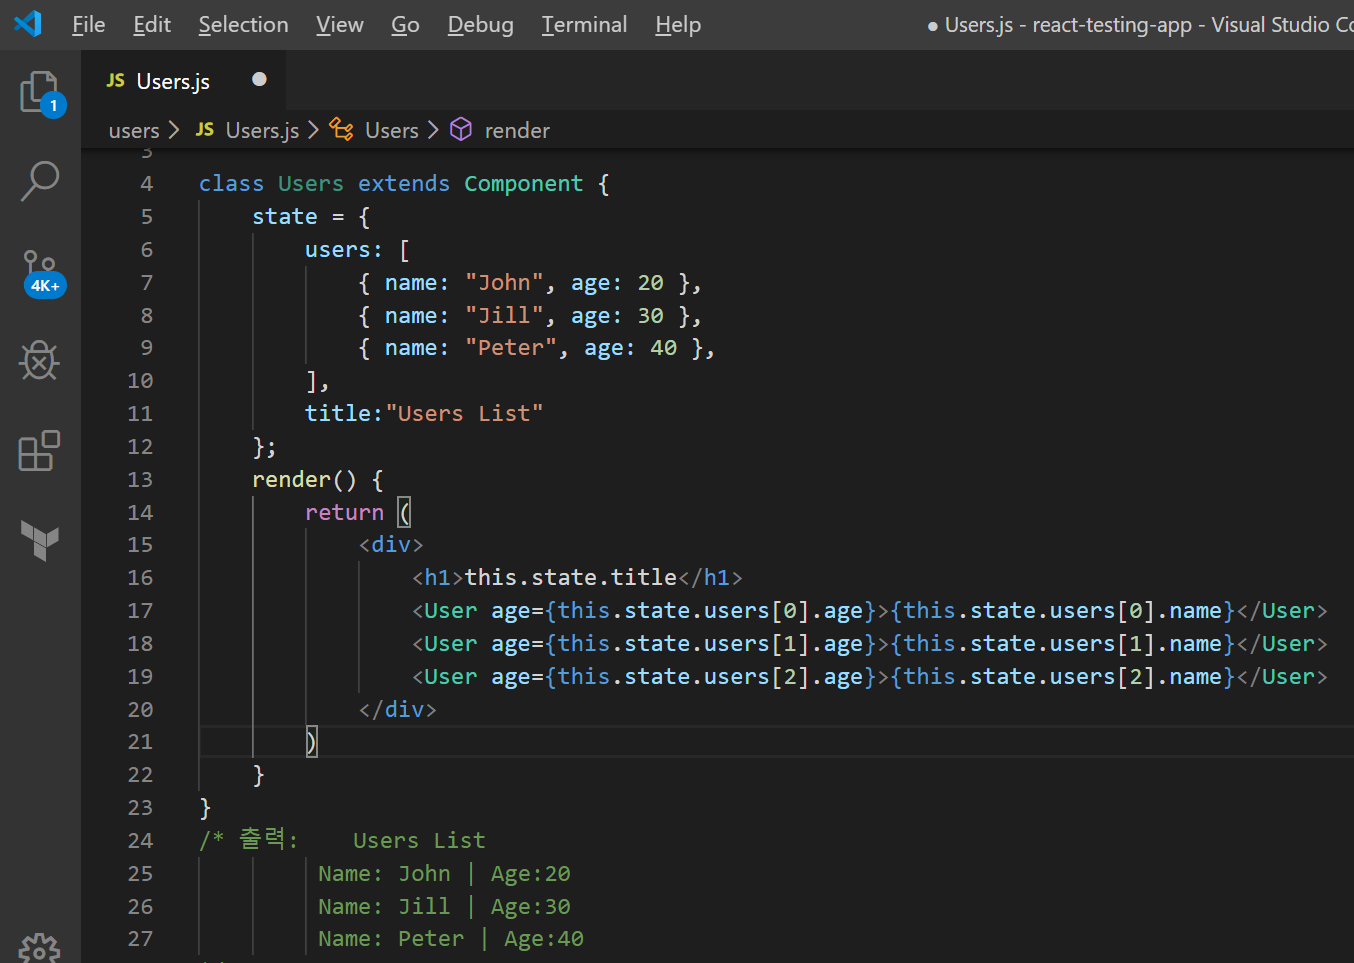 File Edit Selection View Go Debug Terminal Help ● Users.js - react-testing-app - Visual Studio Co
JS Users.js ●
1
users > JS Users.js > Users > render
3
4 class Users extends Component {
5 state = {
6 users: [
7 { name: "John", age: 20 },
4K+
8 { name: "Jill", age: 30 },
9 { name: "Peter", age: 40 },
10 ],
11 title:"Users List"
12 };
13 render() {
14 return (
15 <div>
16 <h1>this.state.title</h1>
17 <User age={this.state.users[0].age}>{this.state.users[0].name}</User>
18 <User age={this.state.users[1].age}>{this.state.users[1].name}</User>
19 <User age={this.state.users[2].age}>{this.state.users[2].name}</User>
20 </div>
21 )
22 }
23 }
24 /* 출력: Users List
25 Name: John | Age:20
26 Name: Jill | Age:30
27 Name: Peter | Age:40